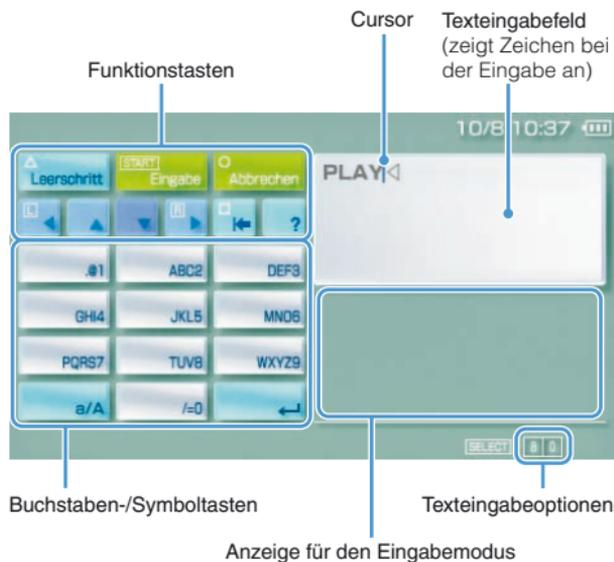 Cursor
Texteingabefeld
(zeigt Zeichen bei
der Eingabe an)
Funktionstasten
10/8 10:37
Leerschritt
START
Eingabe
Abbrechen
L
R
?
PLAY
.@1
ABC2
DEF3
GHI4
JKL5
MNO6
PQRS7
TUV8
WXYZ9
a/A
/=0
SELECT
Buchstaben-/Symboltasten
Texteingabeoptionen
Anzeige für den Eingabemodus